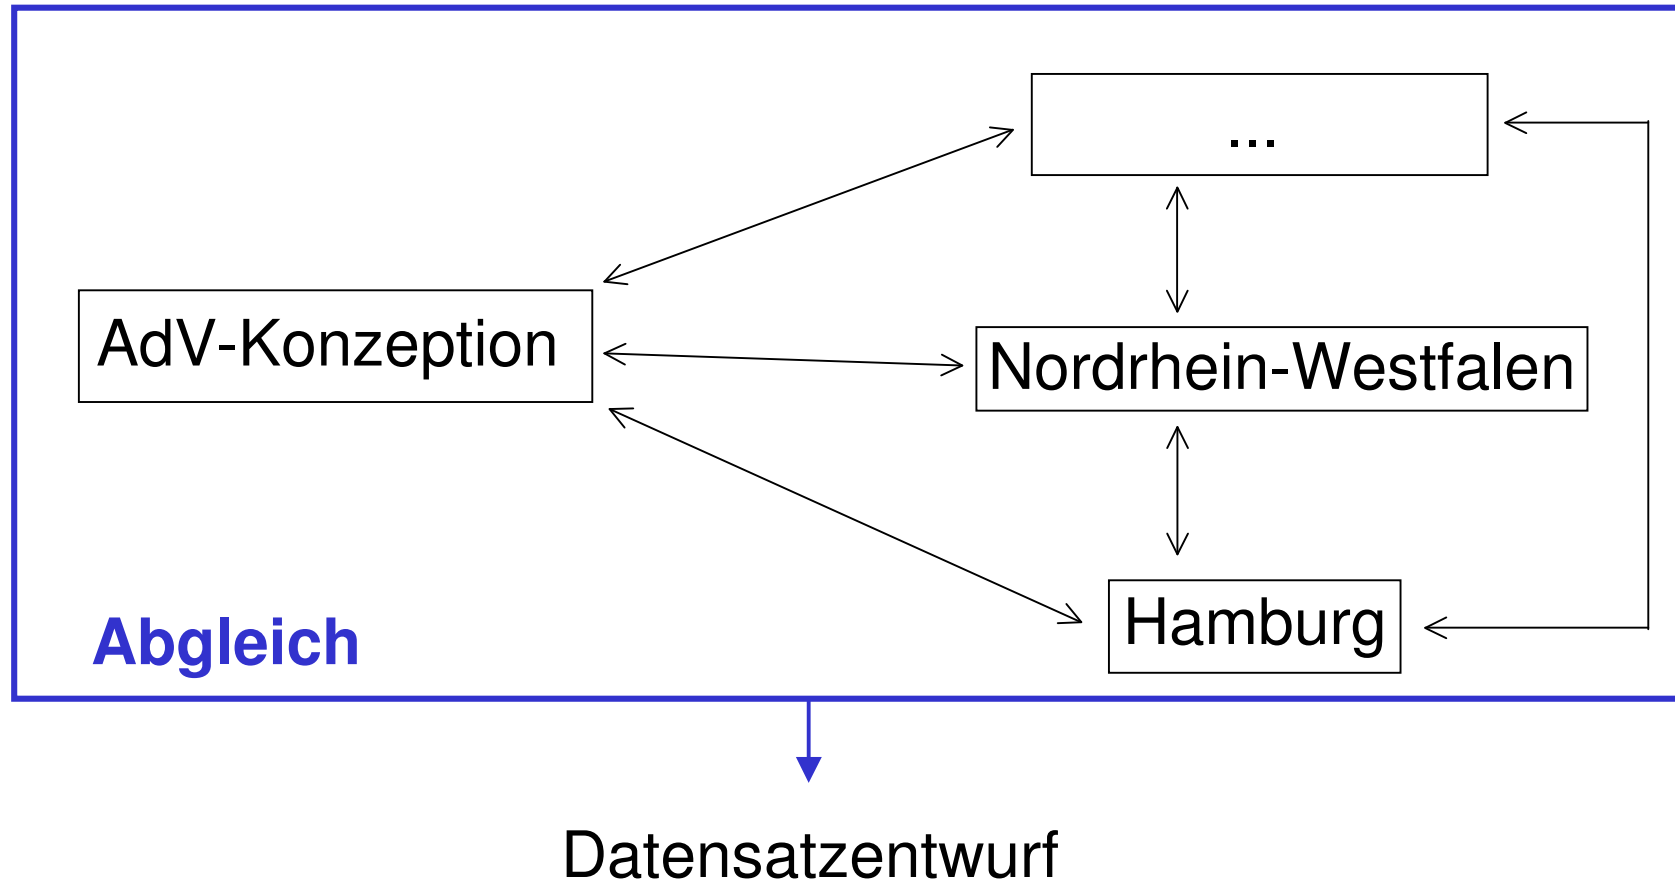 ...
AdV-Konzeption
Nordrhein-Westfalen
Hamburg
Abgleich
Datensatzentwurf